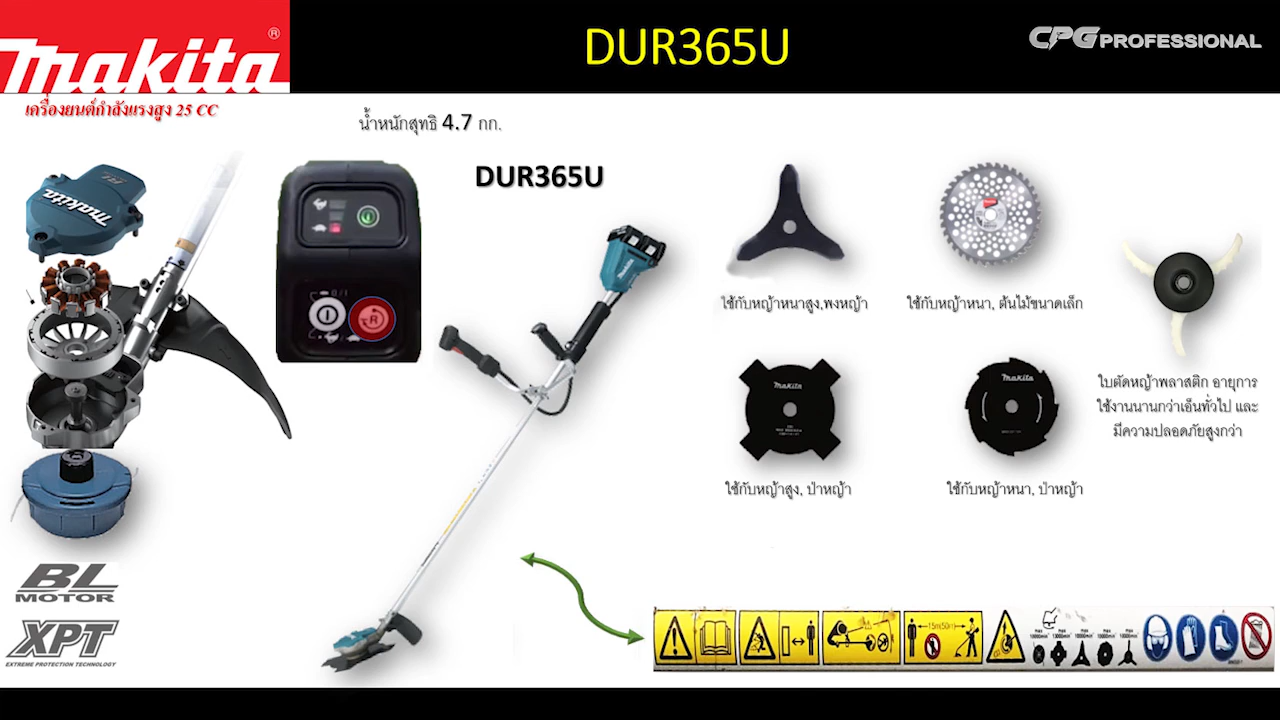 makita ®
DUR365U
CPG PROFESSIONAL
เครื่องยนต์กำลังแรงสูง 25 CC
น้ำหนักสุทธิ 4.7 กก.
DUR365U
makita
ใช้กับหญ้าหนาสูง,พงหญ้า
ใช้กับหญ้าหนา, ต้นไม้ขนาดเล็ก
R
makita
makita
makita
ใบตัดหญ้าพลาสติก อายุการ
ใช้งานนานกว่าเอ็นทั่วไป และ
มีความปลอดภัยสูงกว่า
ใช้กับหญ้าสูง, ป่าหญ้า
ใช้กับหญ้าหนา, ป่าหญ้า
BL
MOTOR
XPT
EXTREME PROTECTION TECHNOLOGY
15m(50FT)